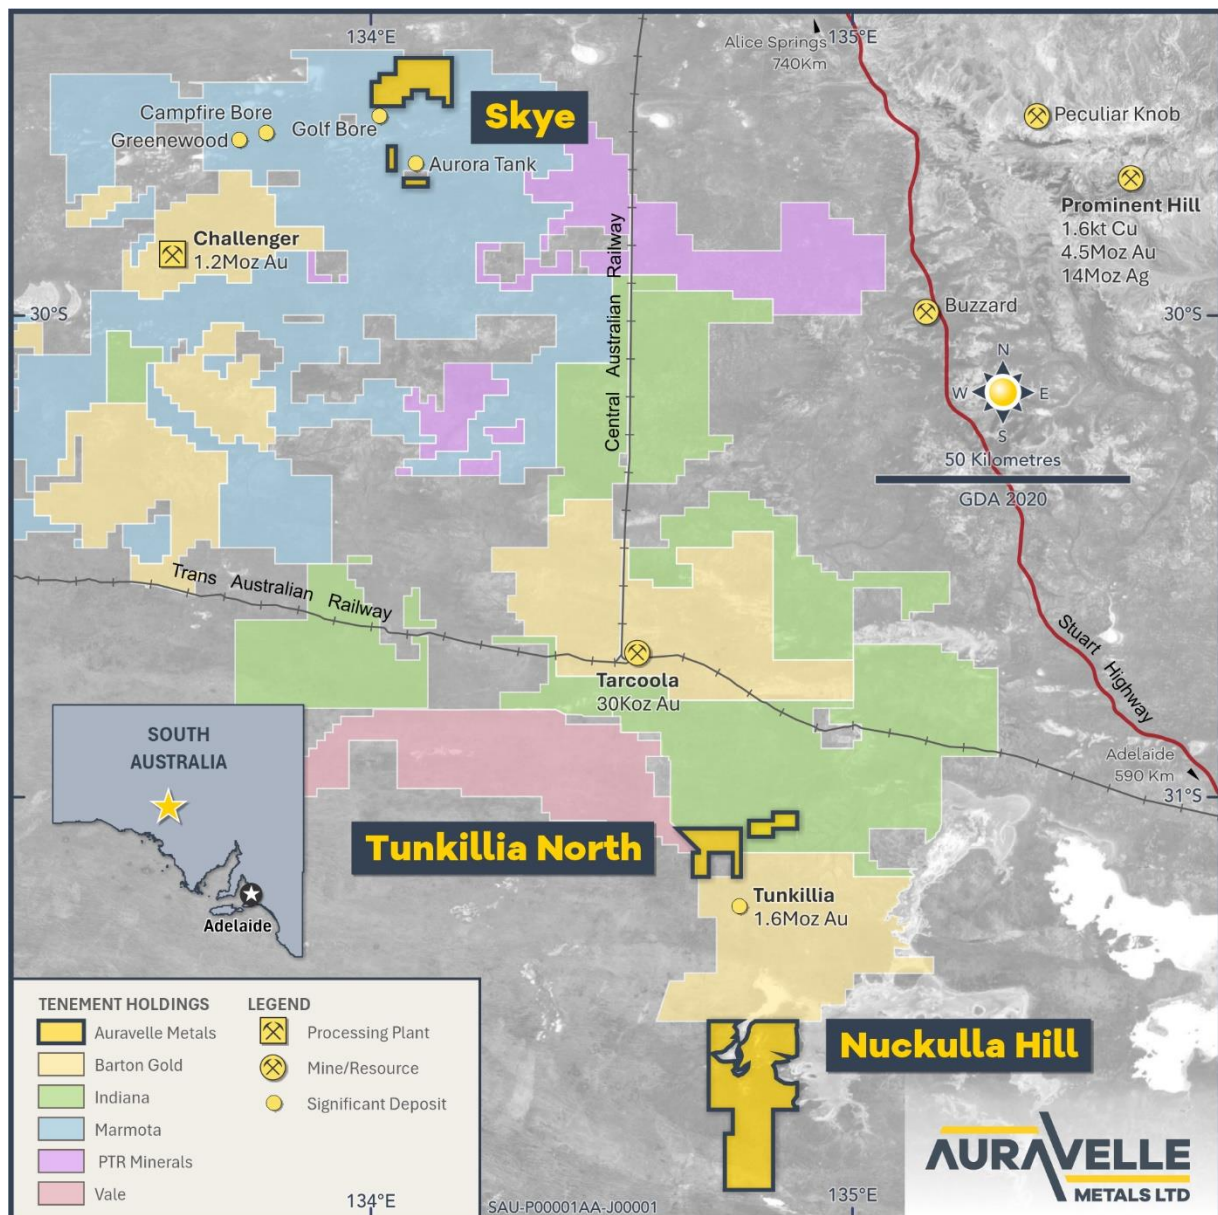 134°E
135°E
Alice Springs
740Km
Campfire Bore
Greenewood
Golf Bore
Skye
Aurora Tank
Peculiar Knob
Prominent Hill
1.6kt Cu
4.5Moz Au
14Moz Ag
Challenger
1.2Moz Au
Central Australian Railway
30°S
30°S
Buzzard
N
W
E
S
50 Kilometres
GDA 2020
Trans Australian Railway
Stuart Highway
Tarcoola
30Koz Au
SOUTH
AUSTRALIA
Adelaide
Adelaide
590 Km
31°S
Tunkillia North
Tunkillia
1.6Moz Au
Nuckulla Hill
TENEMENT HOLDINGS
Auravelle Metals
Barton Gold
Indiana
Marmota
PTR Minerals
Vale
LEGEND
Processing Plant
Mine/Resource
Significant Deposit
134°E
SAU-P00001AA-J00001
135°E
AURAVELLE
METALS LTD